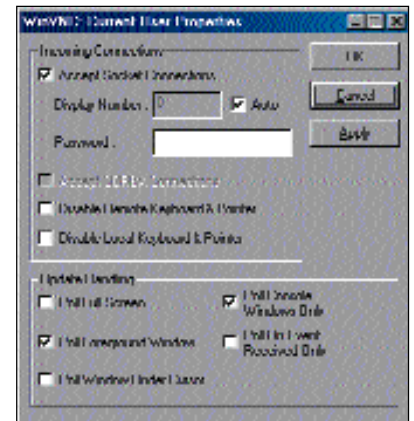 WinVNC: Current User Properties
Incoming Connections
OK
Accept Socket Connections
Display Number: 0
Auto
Cancel
Password:
Apply
Accept CORBA Connections
Disable Remote Keyboard & Pointer
Disable Local Keyboard & Pointer
Update Handling
Poll Full Screen
Poll Console
Windows Only
Poll Foreground Window
Poll On Event
Received Only
Poll Window Under Cursor